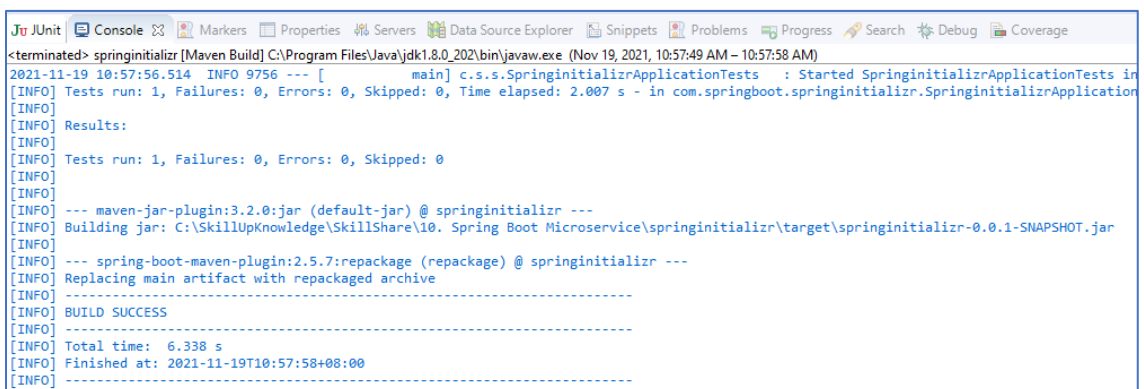 Ju JUnit Console Markers Properties Servers Data Source Explorer Snippets Problems Progress Search Debug Coverage
<terminated> springinitializr [Maven Build] C:\Program Files\Java\jdk1.8.0_202\bin\javaw.exe (Nov 19, 2021, 10:57:49 AM – 10:57:58 AM)
2021-11-19 10:57:56.514  INFO 9756 --- [           main] c.s.s.SpringinitializrApplicationTests   : Started SpringinitializrApplicationTests in
[INFO] Tests run: 1, Failures: 0, Errors: 0, Skipped: 0, Time elapsed: 2.007 s - in com.springboot.springinitializr.SpringinitializrApplication
[INFO]
[INFO] Results:
[INFO]
[INFO] Tests run: 1, Failures: 0, Errors: 0, Skipped: 0
[INFO]
[INFO]
[INFO] --- maven-jar-plugin:3.2.0:jar (default-jar) @ springinitializr ---
[INFO] Building jar: C:\SkillUpKnowledge\SkillShare\10. Spring Boot Microservice\springinitializr\target\springinitializr-0.0.1-SNAPSHOT.jar
[INFO]
[INFO] --- spring-boot-maven-plugin:2.5.7:repackage (repackage) @ springinitializr ---
[INFO] Replacing main artifact with repackaged archive
[INFO] ------------------------------------------------------------------------
[INFO] BUILD SUCCESS
[INFO] ------------------------------------------------------------------------
[INFO] Total time:  6.338 s
[INFO] Finished at: 2021-11-19T10:57:58+08:00
[INFO] ------------------------------------------------------------------------